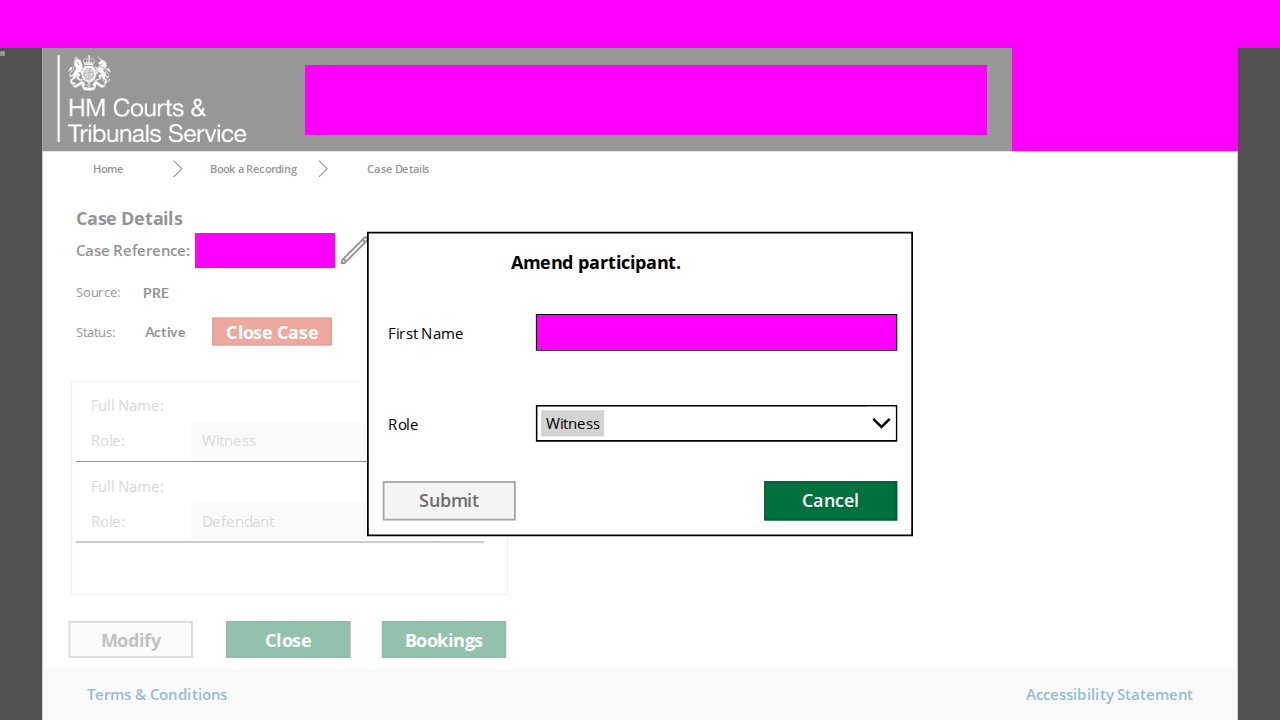 HM Courts &
Tribunals Service
Home
Book a Recording
Case Details
Case Details
Case Reference:
Source: PRE
Status: Active Close Case
Amend participant.
First Name
Role Witness
Submit Cancel
Full Name:
Role: Witness
Full Name:
Role: Defendant
Modify Close Bookings
Terms & Conditions Accessibility Statement